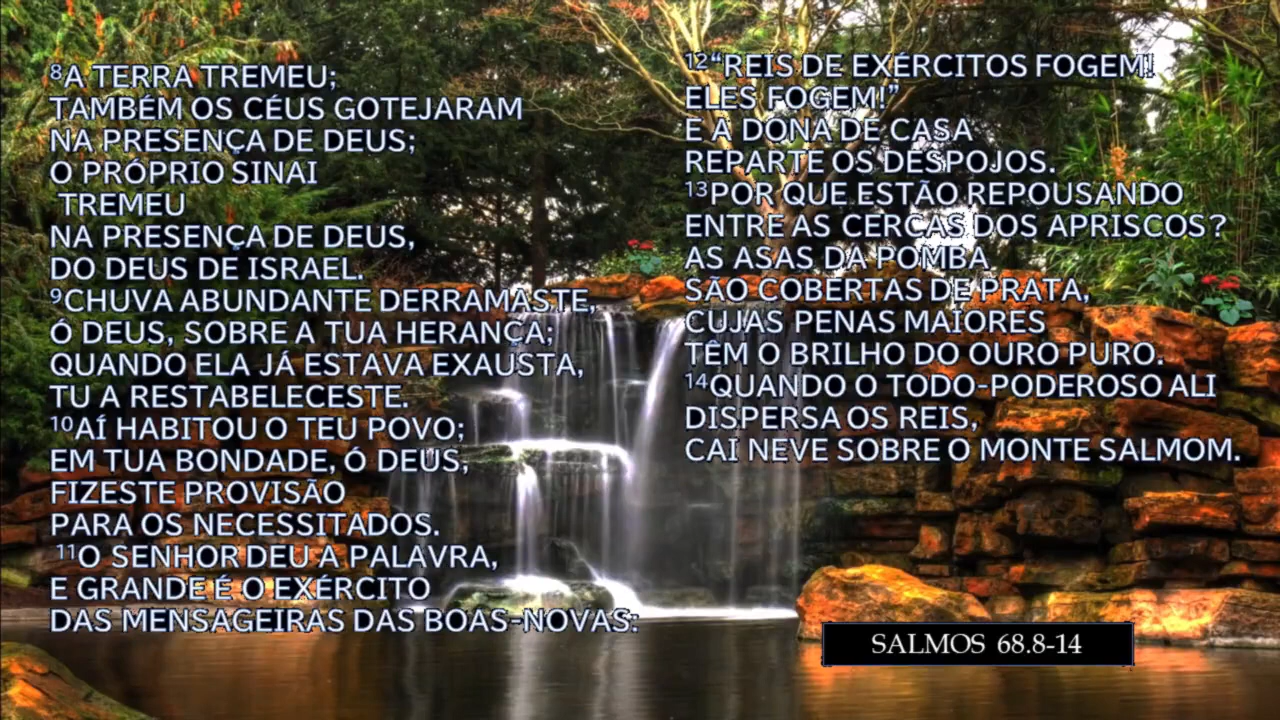 ⁸A TERRA TREMEU;
TAMBÉM OS CÉUS GOTEJARAM
NA PRESENÇA DE DEUS;
O PRÓPRIO SINAI
TREMEU
NA PRESENÇA DE DEUS,
DO DEUS DE ISRAEL.
⁹CHUVA ABUNDANTE DERRAMASTE,
Ó DEUS, SOBRE A TUA HERANÇA;
QUANDO ELA JÁ ESTAVA EXAUSTA,
TU A RESTABELECESTE.
¹⁰AÍ HABITOU O TEU POVO;
EM TUA BONDADE, Ó DEUS,
FIZESTE PROVISÃO
PARA OS NECESSITADOS.
¹¹O SENHOR DEU A PALAVRA,
E GRANDE É O EXÉRCITO
DAS MENSAGEIRAS DAS BOAS-NOVAS:
¹²“REIS DE EXÉRCITOS FOGEM!
ELES FOGEM!”
E A DONA DE CASA
REPARTE OS DESPOJOS.
¹³POR QUE ESTÃO REPOUSANDO
ENTRE AS CERCAS DOS APRISCOS?
AS ASAS DA POMBA
SÃO COBERTAS DE PRATA,
CUJAS PENAS MAIORES
TÊM O BRILHO DO OURO PURO.
¹⁴QUANDO O TODO-PODEROSO ALI
DISPERSA OS REIS,
CAI NEVE SOBRE O MONTE SALMOM.
SALMOS 68.8-14